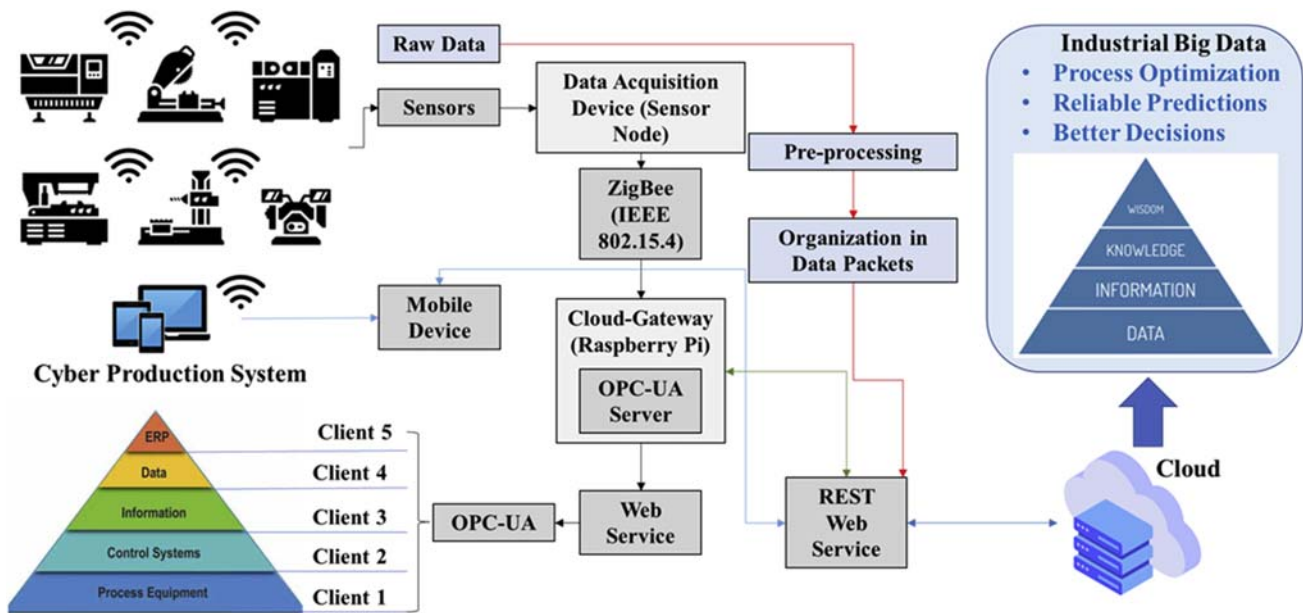 Raw Data
Sensors
Data Acquisition
Device (Sensor
Node)
ZigBee
(IEEE
802.15.4)
Pre-processing
Organization in
Data Packets
Mobile
Device
Cloud-Gateway
(Raspberry Pi)
OPC-UA
Server
Cyber Production System
ERP
Data
Information
Control Systems
Process Equipment
Client 5
Client 4
Client 3
Client 2
Client 1
OPC-UA
Web
Service
REST
Web
Service
Cloud
Industrial Big Data
• Process Optimization
• Reliable Predictions
• Better Decisions
WISDOM
KNOWLEDGE
INFORMATION
DATA